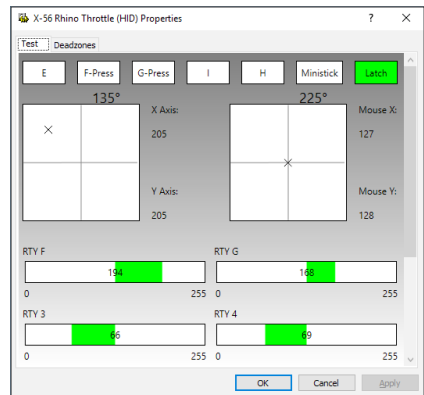 X-56 Rhino Throttle (HID) Properties ? ×
Test Deadzones
E F-Press G-Press I H Ministick Latch
135° 225°
X Axis: Mouse X:
205 127
Y Axis: Mouse Y:
205 128
RTY F RTY G
194 168
0 255 0 255
RTY 3 RTY 4
66 69
0 255 0 255
OK Cancel Apply